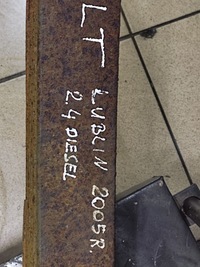 LT
LUBLIN 2005R.
2.4 DIESEL